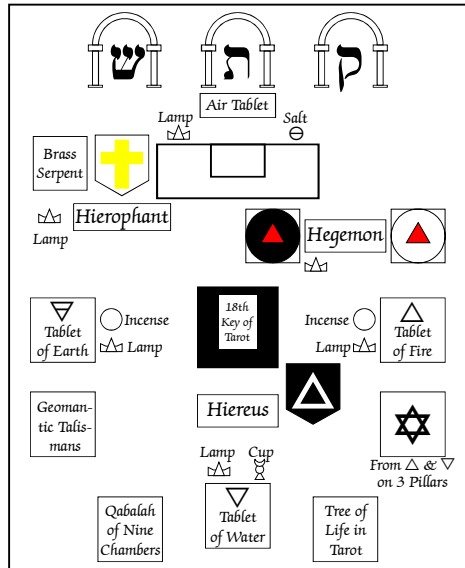 ש ת ק
Air Tablet
Lamp
Salt
Brass
Serpent
Hierophant
Lamp
Hegemon
Tablet
of Earth
Incense
Lamp
18th
Key of
Tarot
Incense
Lamp
Tablet
of Fire
Geoman-
tic Talis-
mans
Hiereus
From △ & ▽
on 3 Pillars
Lamp
Cup
Tablet
of Water
Qabalah
of Nine
Chambers
Tree of
Life in
Tarot